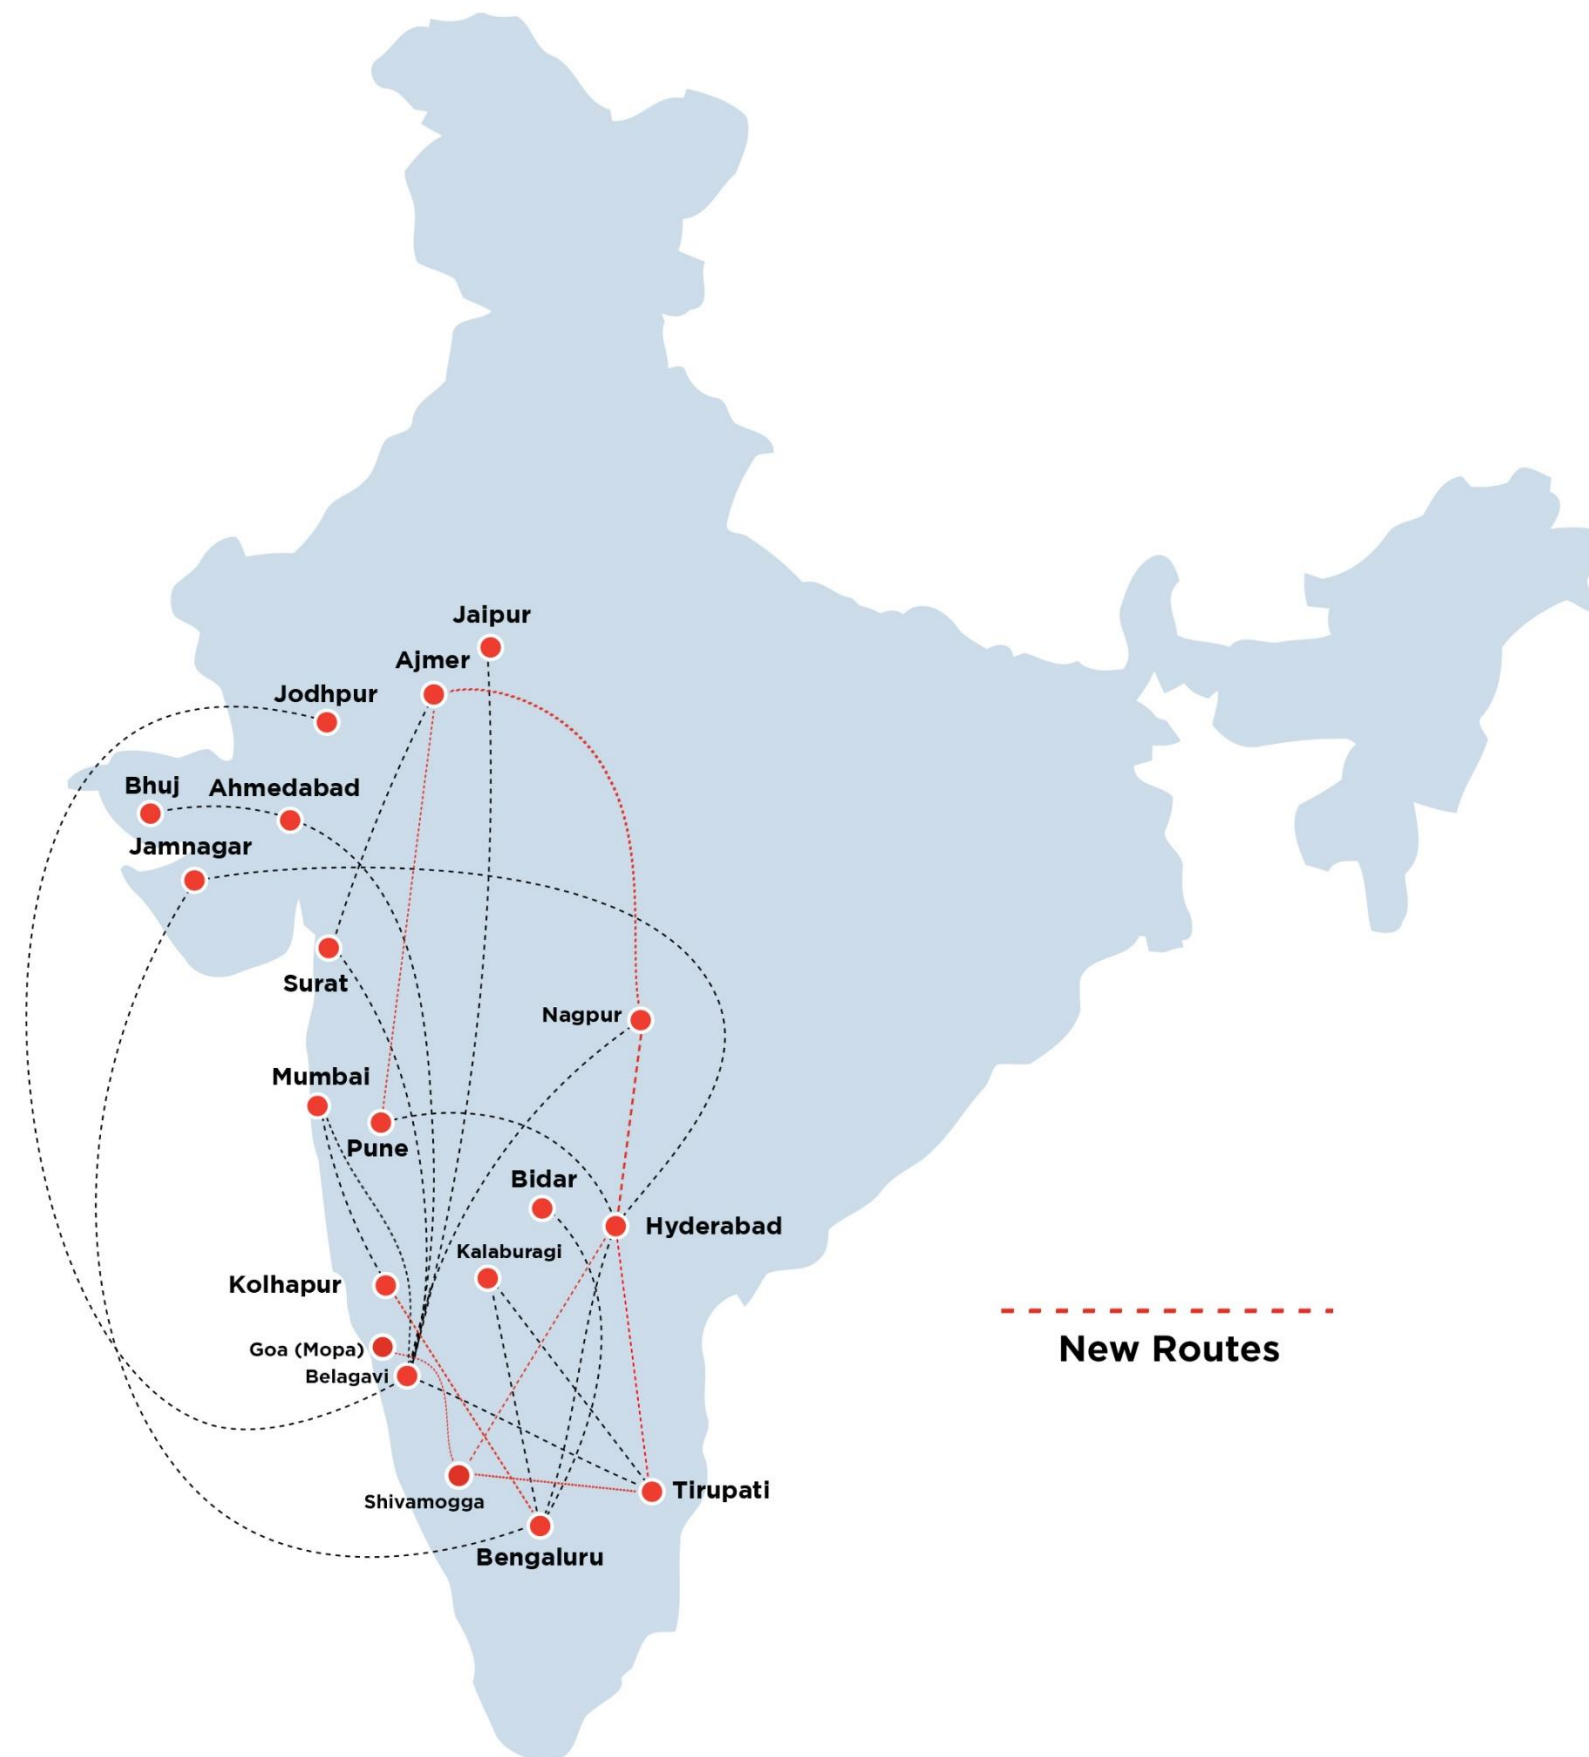 Jaipur
Ajmer
Jodhpur
Bhuj
Ahmedabad
Jamnagar
Surat
Nagpur
Mumbai
Pune
Bidar
Hyderabad
Kalaburagi
Kolhapur
Goa (Mopa)
Belagavi
New Routes
Tirupati
Shivamogga
Bengaluru